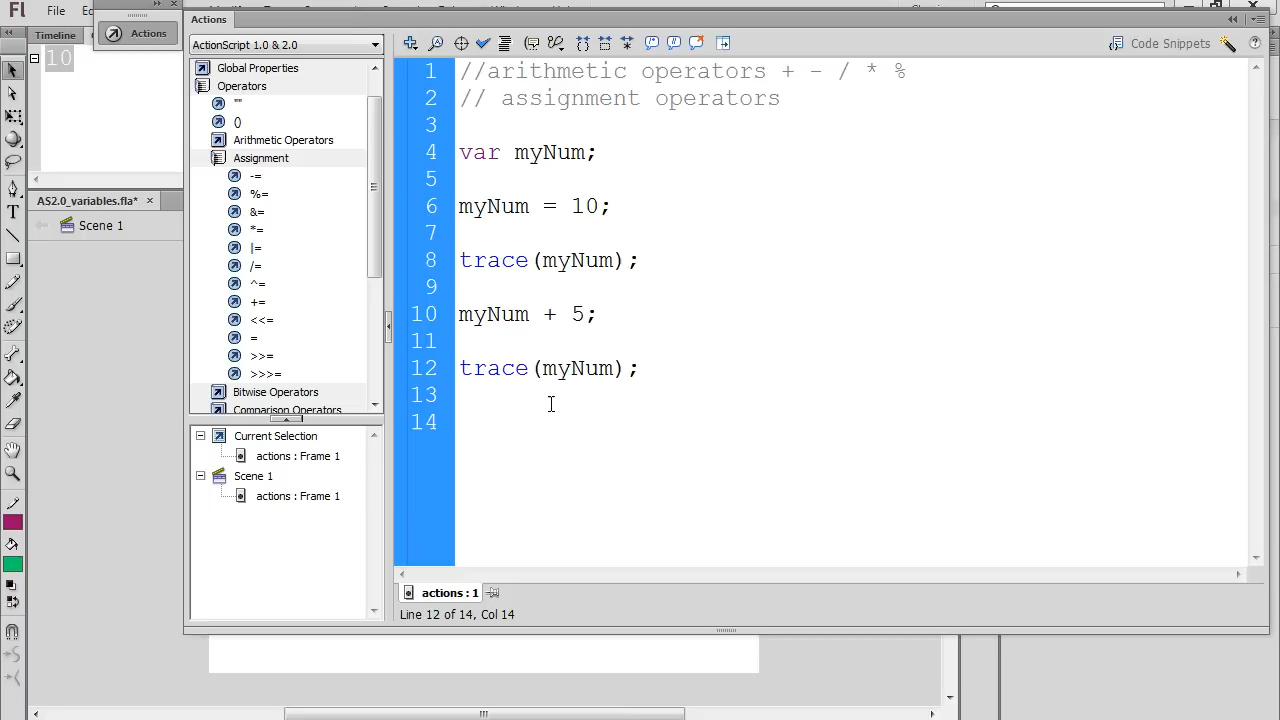 Fl
File
Actions
Timeline
10
AS2.0_variables.fla*
Scene 1
Actions
ActionScript 1.0 & 2.0
Code Snippets
Global Properties
Operators
""
()
Arithmetic Operators
Assignment
-=
%=
&=
*=
|=
/=
^=
+=
<<=
=
>>=
>>>=
Bitwise Operators
Comparison Operators
Current Selection
actions : Frame 1
Scene 1
actions : Frame 1
1 //arithmetic operators + - / * %
2 // assignment operators
3
4 var myNum;
5
6 myNum = 10;
7
8 trace(myNum);
9
10 myNum + 5;
11
12 trace(myNum);
13
14
actions : 1
Line 12 of 14, Col 14